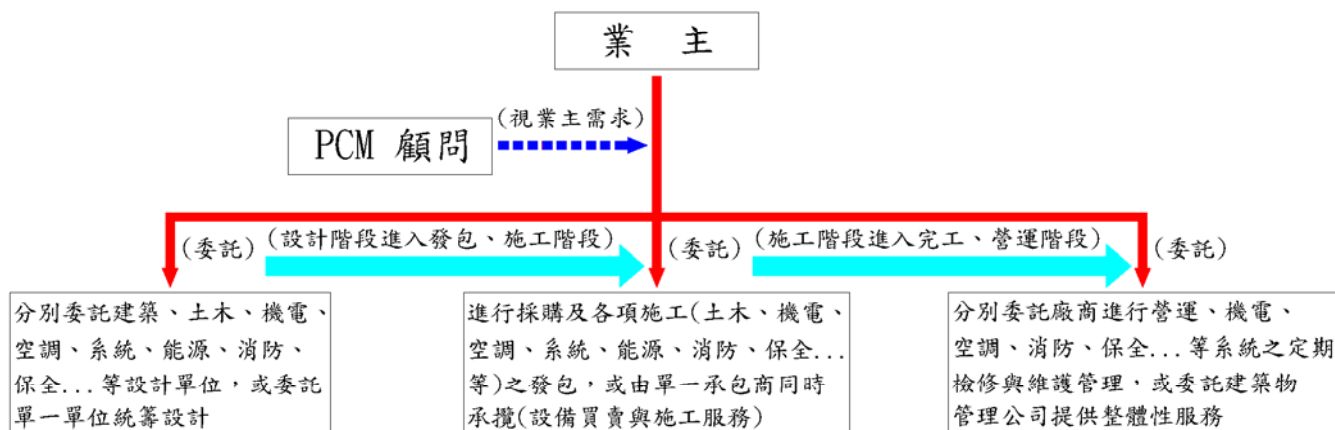 業 主
PCM 顧問
(視業主需求)
(委託)
(設計階段進入發包、施工階段)
(委託)
(施工階段進入完工、營運階段)
(委託)
分別委託建築、土木、機電、
空調、系統、能源、消防、
保全...等設計單位，或委託
單一單位統籌設計
進行採購及各項施工(土木、機電、
空調、系統、能源、消防、保全...
等)之發包，或由單一承包商同時
承攬(設備買賣與施工服務)
分別委託廠商進行營運、機電、
空調、消防、保全...等系統之定期
檢修與維護管理，或委託建築物
管理公司提供整體性服務